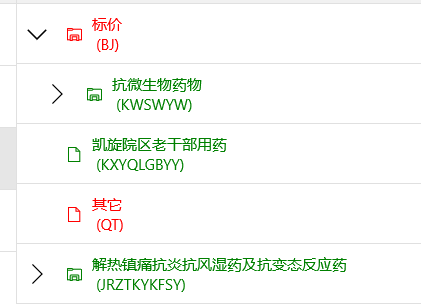 标价
(BJ)
抗微生物药物
(KWSWYW)
凯旋院区老干部用药
(KXYQLGBYY)
其它
(QT)
解热镇痛抗炎抗风湿药及抗变态反应药
(JRZTKYKFSY)